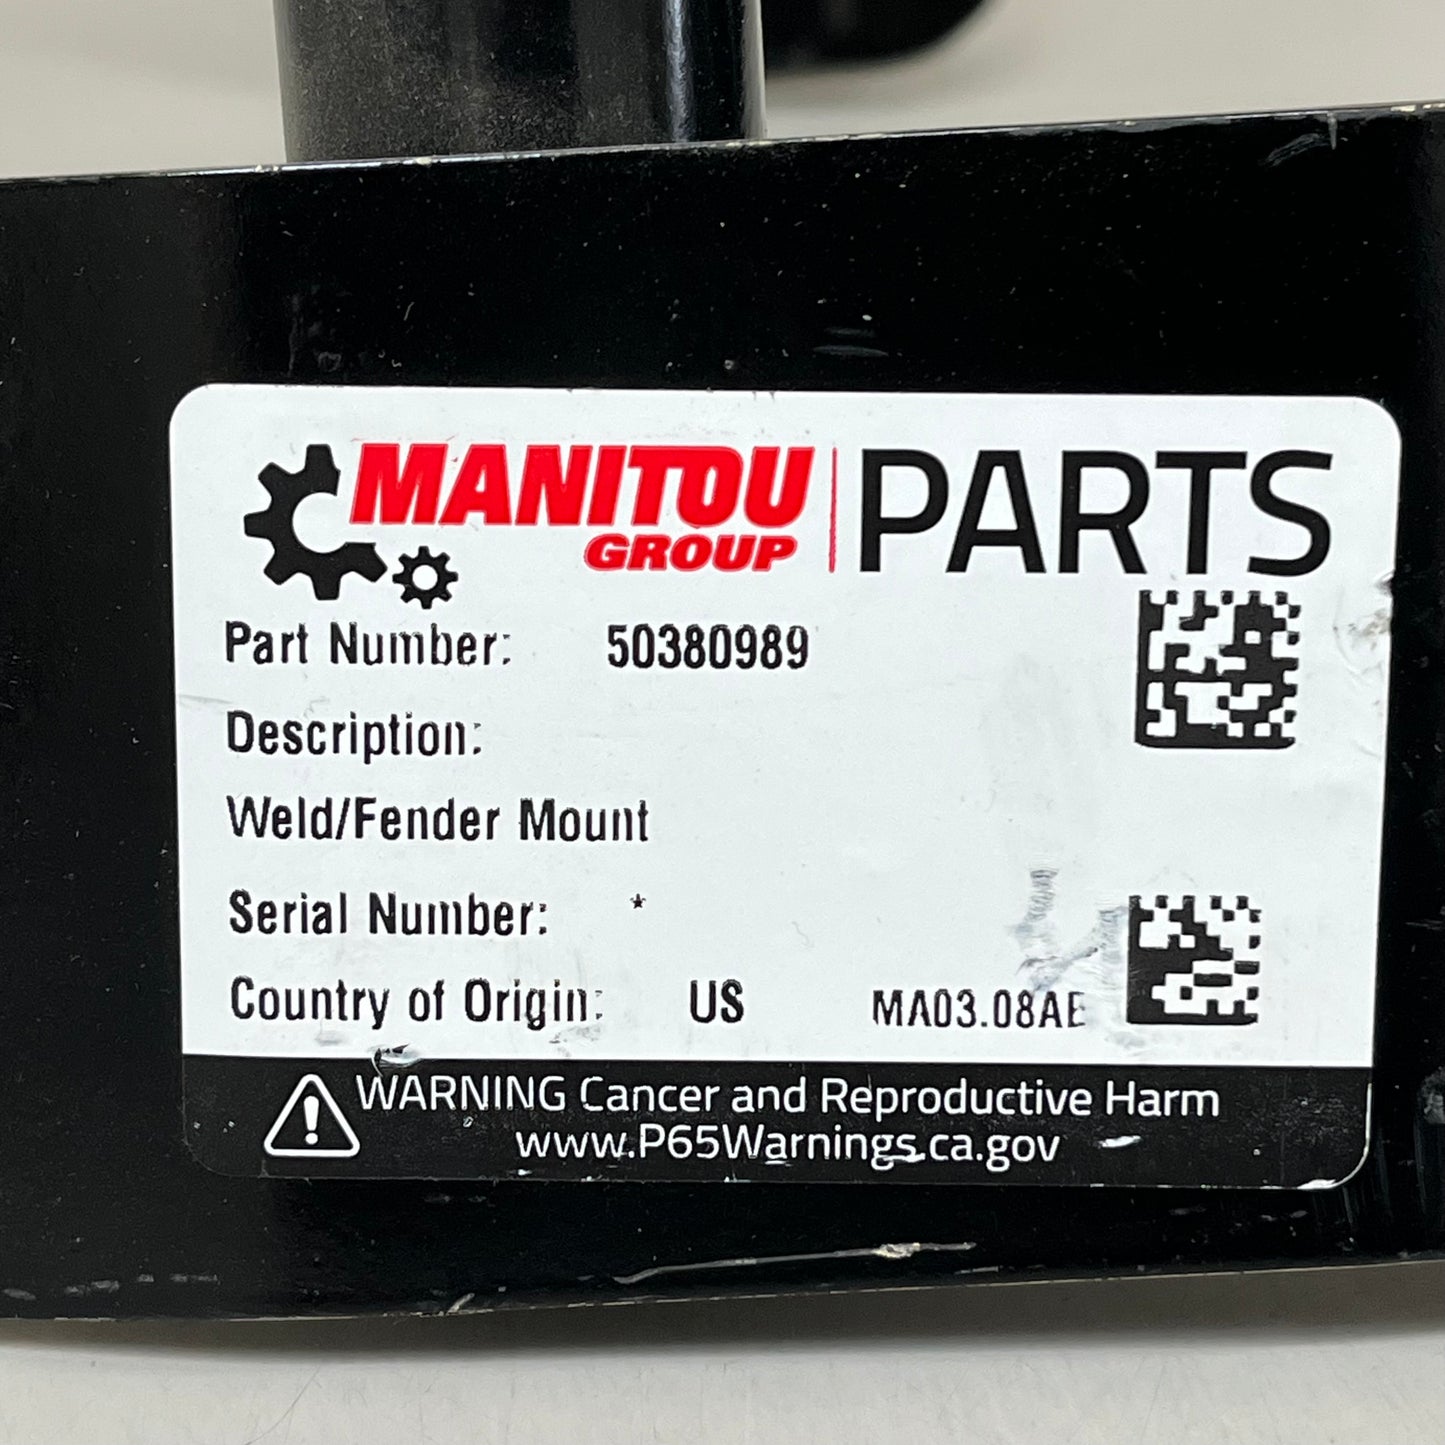 MANITOU GROUP PARTS
Part Number: 50380989
Description:
Weld/Fender Mount
Serial Number: *
Country of Origin: US MA03.08AE
WARNING Cancer and Reproductive Harm
www.P65Warnings.ca.gov